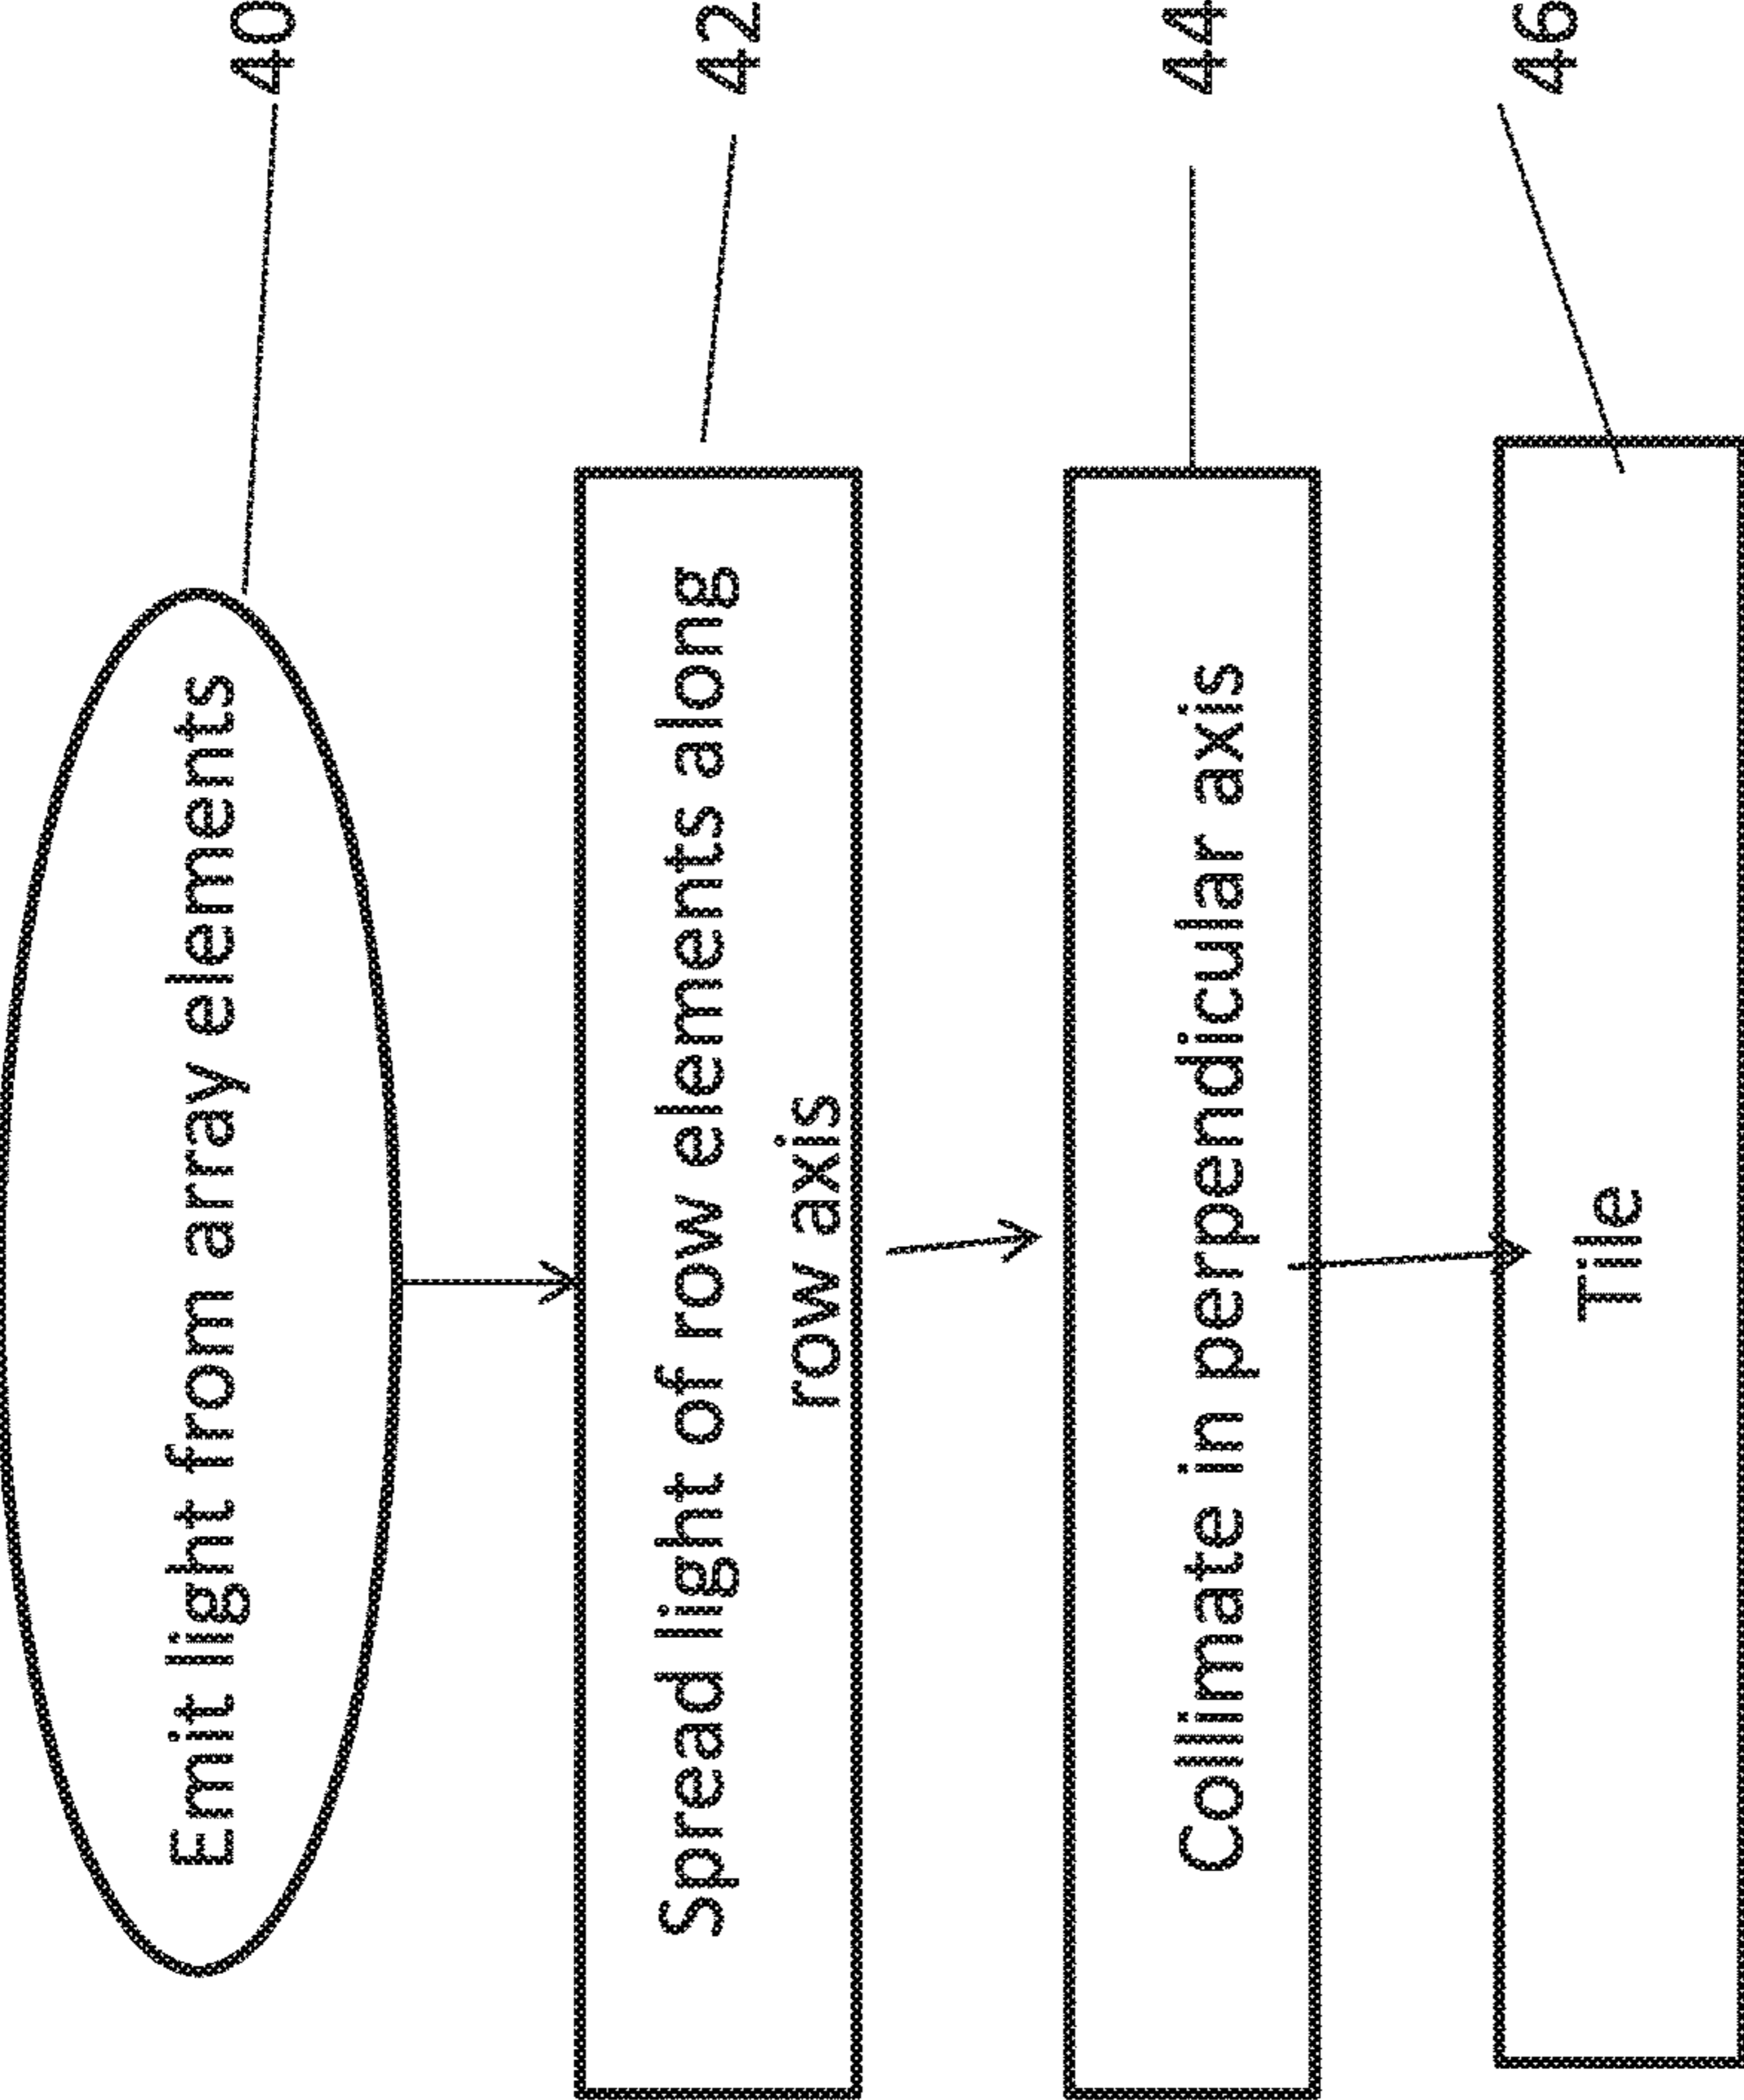 Emit light from array elements
40
Spread light of row elements along
row axis
42
Collimate in perpendicular axis
44
Tile
46